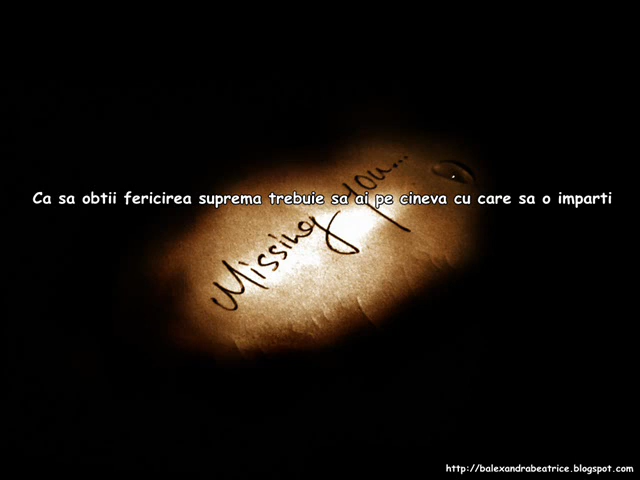 Ca sa obtii fericirea suprema trebuie sa ai pe cineva cu care sa o imparti
Missing you...
http://balexandrabeatrice.blogspot.com